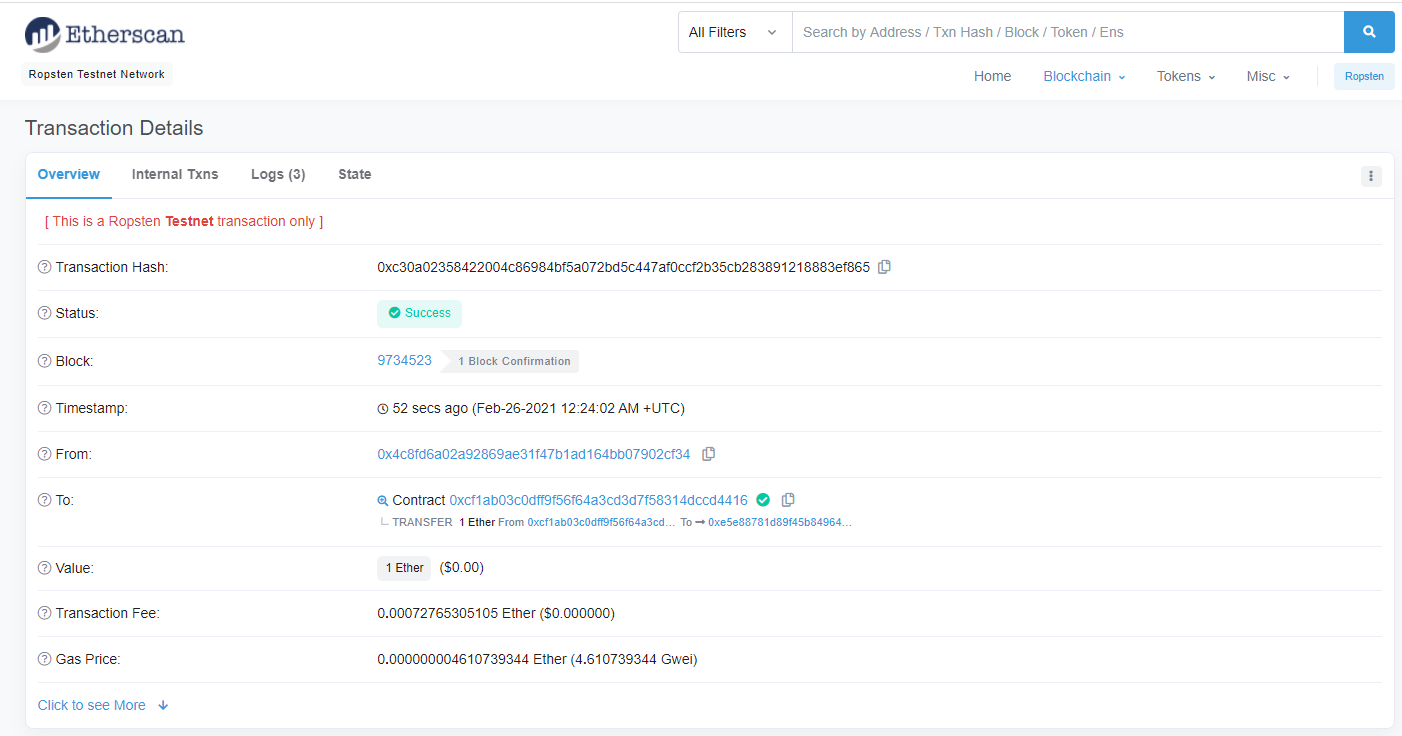 Etherscan
All Filters
Search by Address / Txn Hash / Block / Token / Ens
Ropsten Testnet Network
Home Blockchain Tokens Misc Ropsten
Transaction Details
Overview Internal Txns Logs (3) State
[ This is a Ropsten Testnet transaction only ]
Transaction Hash: 0xc30a02358422004c86984bf5a072bd5c447af0ccf2b35cb283891218883ef865
Status: Success
Block: 9734523 1 Block Confirmation
Timestamp: 52 secs ago (Feb-26-2021 12:24:02 AM +UTC)
From: 0x4c8fd6a02a92869ae31f47b1ad164bb07902cf34
To: Contract 0xcf1ab03c0dff9f56f64a3cd3d7f58314dccd4416
TRANSFER 1 Ether From 0xcf1ab03c0dff9f56f64a3cd... To → 0xe5e88781d89f45b84964...
Value: 1 Ether ($0.00)
Transaction Fee: 0.00072765305105 Ether ($0.000000)
Gas Price: 0.000000004610739344 Ether (4.610739344 Gwei)
Click to see More ↓